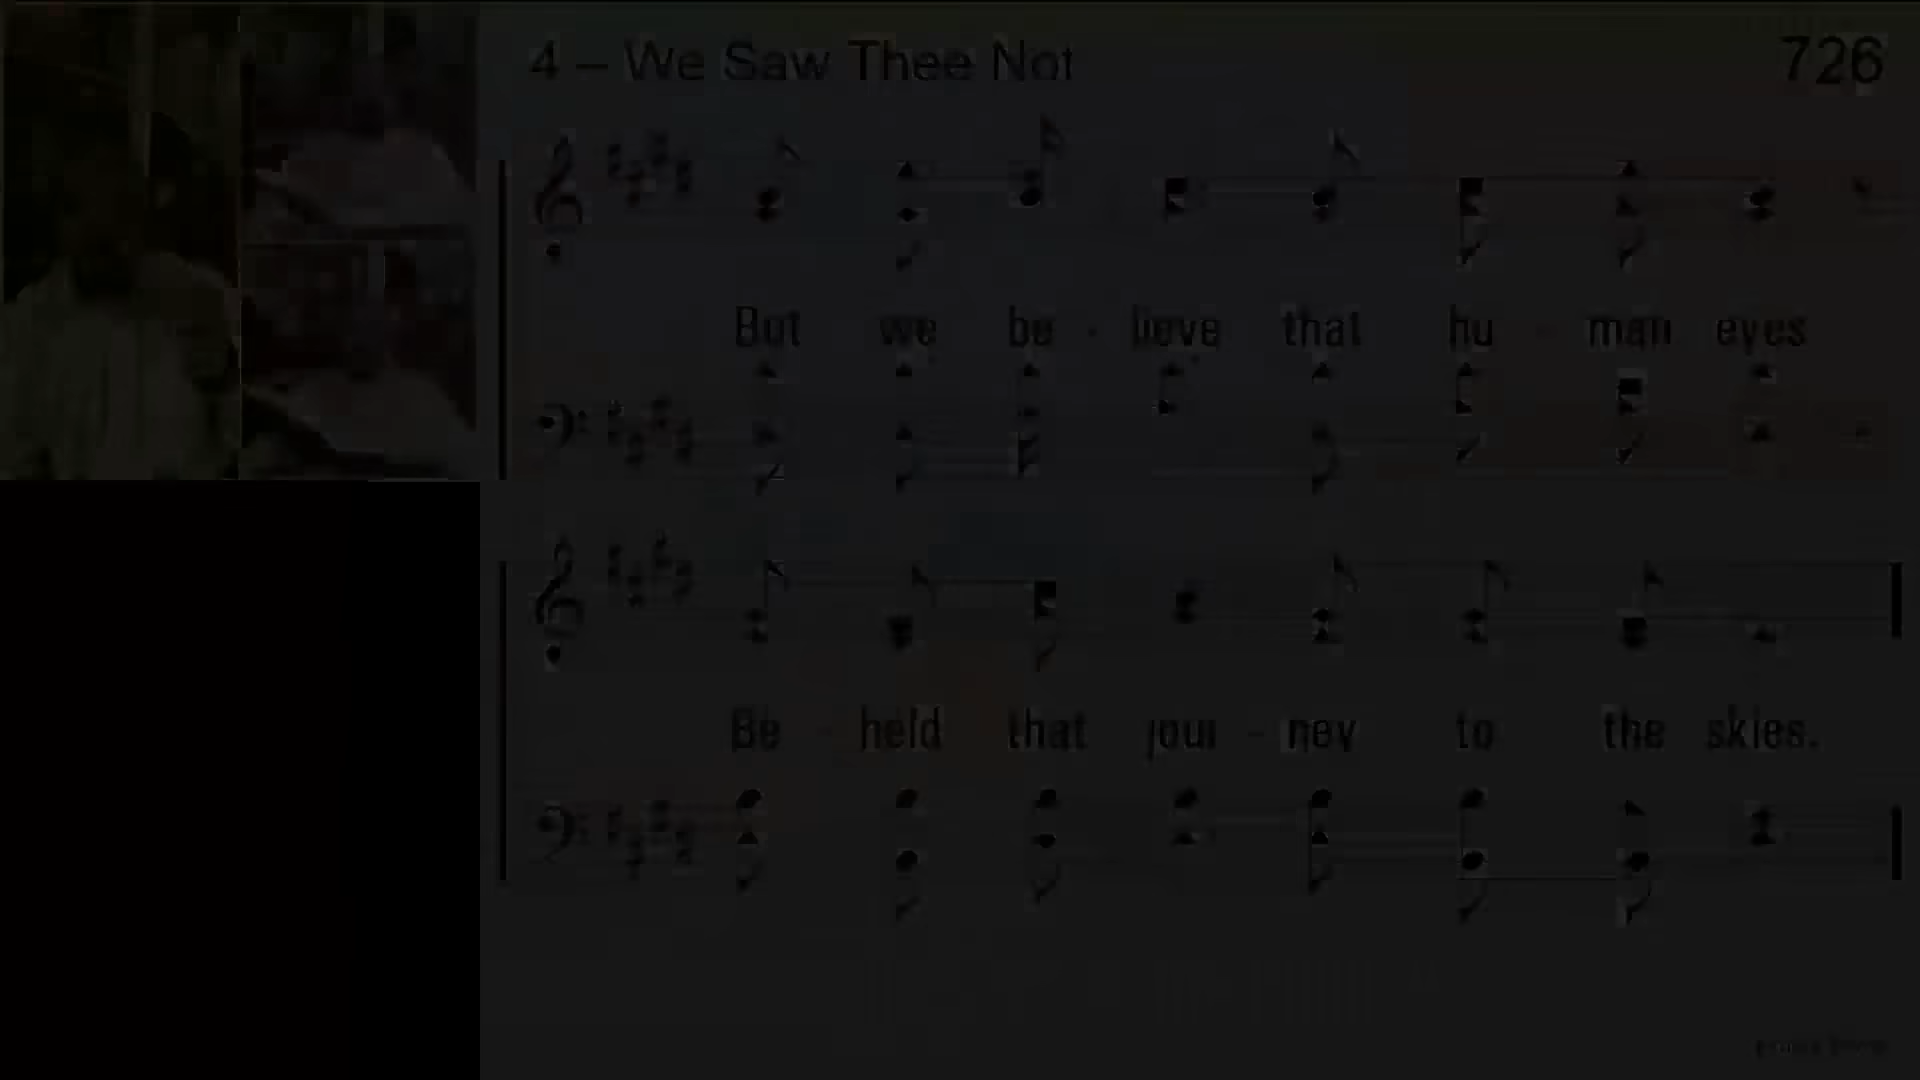 4 – We Saw Thee Not
726
But we be - lieve that hu - man eyes
Be - held that jour - ney to the skies.